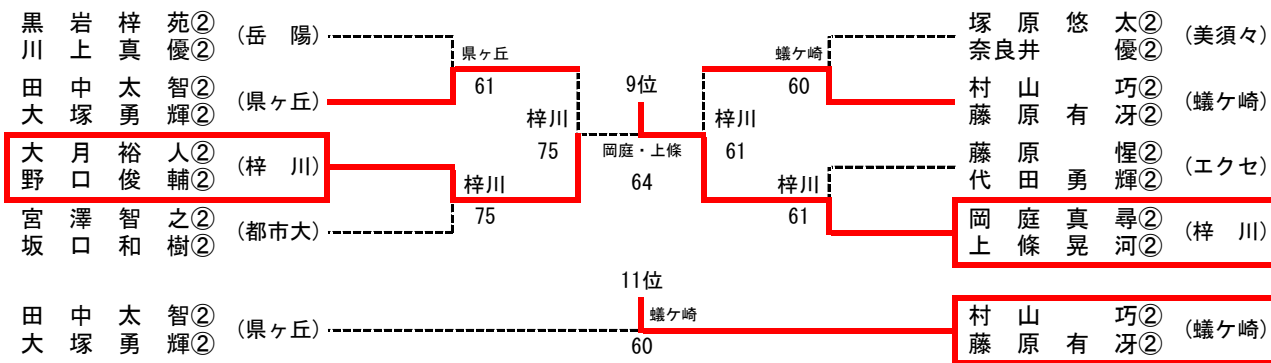 黒岩梓苑②
川上真優②
(岳陽)
田中太智②
大塚勇輝②
(県ヶ丘)
大月裕人②
野口俊輔②
(梓川)
宮澤智之②
坂口和樹②
(都市大)
県ヶ丘
61
梓川
75
梓川
75
9位
岡庭・上條
64
蟻ケ崎
60
梓川
61
梓川
61
塚原悠太②
奈良井優②
(美須々)
村山巧②
藤原有冴②
(蟻ケ崎)
藤原惺②
代田勇輝②
(エクセ)
岡庭真尋②
上條晃河②
(梓川)
田中太智②
大塚勇輝②
(県ヶ丘)
11位
蟻ケ崎
60
村山巧②
藤原有冴②
(蟻ケ崎)